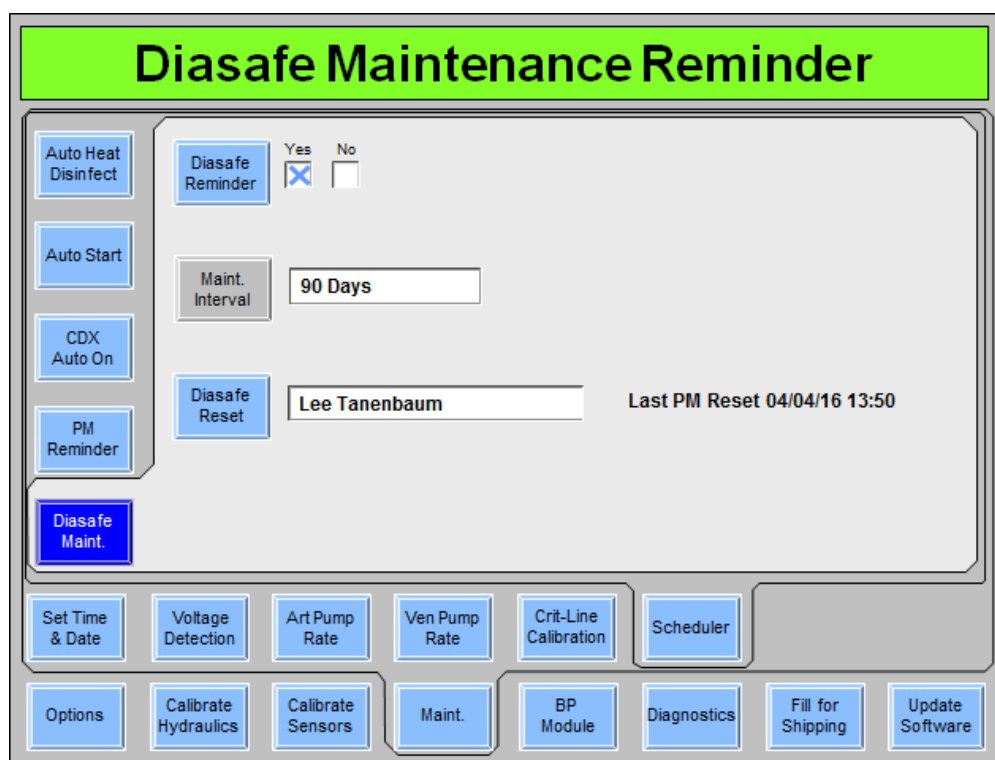 Diasafe Maintenance Reminder
Auto Heat
Disinfect
Diasafe
Reminder
Yes No
Auto Start
Maint.
Interval
90 Days
CDX
Auto On
Diasafe
Reset
Lee Tanenbaum
Last PM Reset 04/04/16 13:50
PM
Reminder
Diasafe
Maint.
Set Time
& Date
Voltage
Detection
Art Pump
Rate
Ven Pump
Rate
Crit-Line
Calibration
Scheduler
Options
Calibrate
Hydraulics
Calibrate
Sensors
Maint.
BP
Module
Diagnostics
Fill for
Shipping
Update
Software